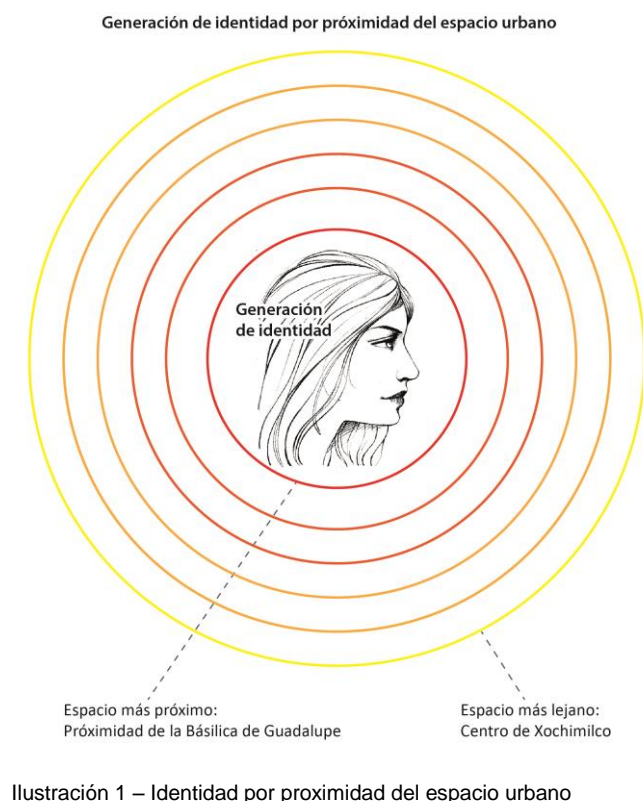 Generación de identidad por próximidad del espacio urbano
Generación
de identidad
Espacio más próximo:
Próximidad de la Básilica de Guadalupe
Espacio más lejano:
Centro de Xochimilco
Ilustración 1 – Identidad por proximidad del espacio urbano